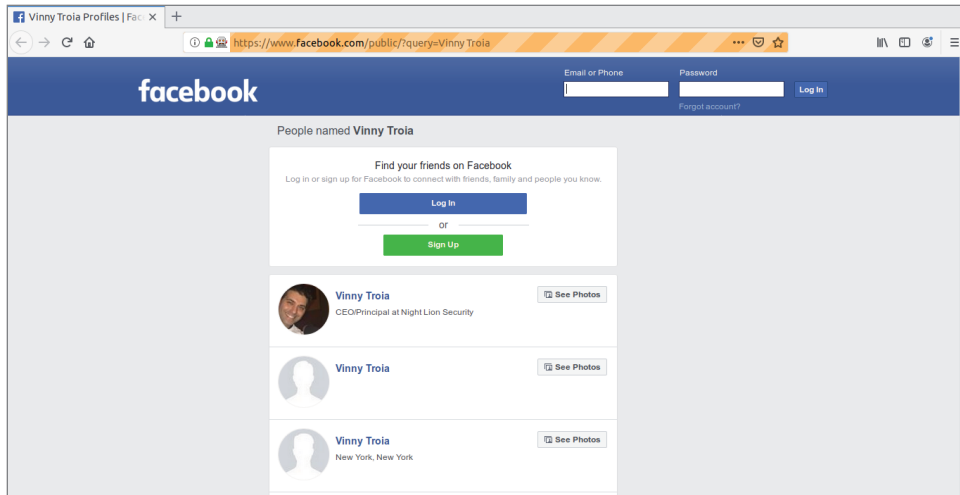 Vinny Troia Profiles | Fac
https://www.facebook.com/public/?query=Vinny Troia
facebook
Email or Phone
Password
Log In
Forgot account?
People named Vinny Troia
Find your friends on Facebook
Log in or sign up for Facebook to connect with friends, family and people you know.
Log In
or
Sign Up
Vinny Troia
See Photos
CEO/Principal at Night Lion Security
Vinny Troia
See Photos
Vinny Troia
See Photos
New York, New York